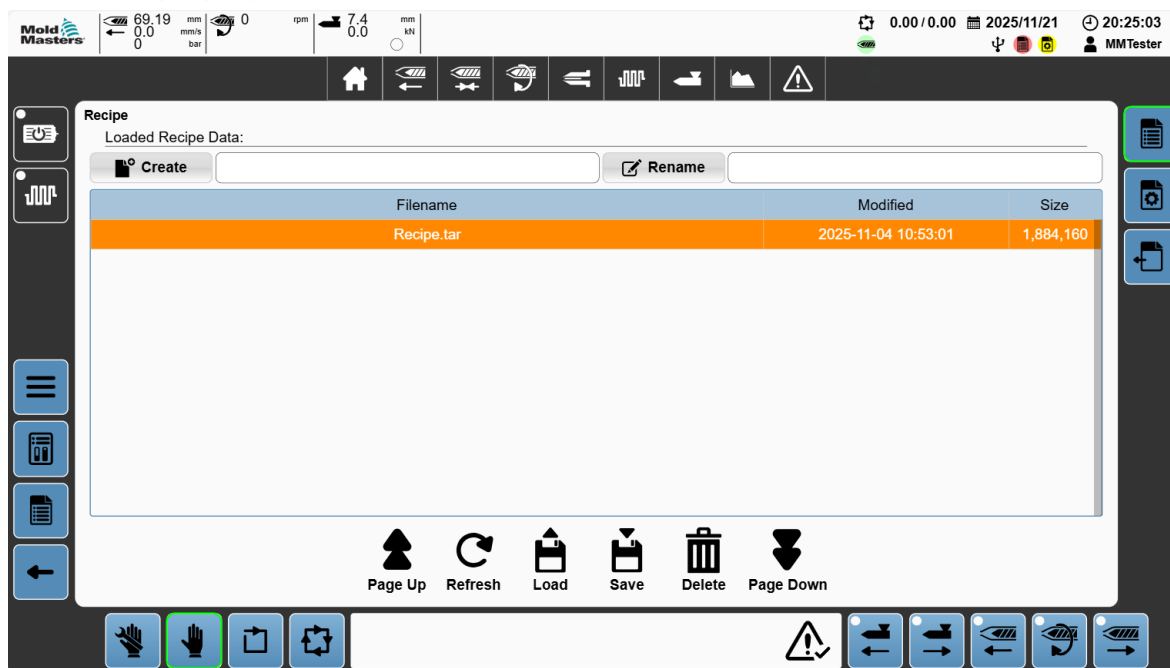 Mold Masters
69.19 mm
0.0 mm/s
0 bar
0 rpm
7.4 mm
0.0 kN
0.00 / 0.00 2025/11/21 20:25:03
MMTester
Recipe
Loaded Recipe Data:
Create Rename
Filename Modified Size
Recipe.tar 2025-11-04 10:53:01 1,884,160
Page Up Refresh Load Save Delete Page Down